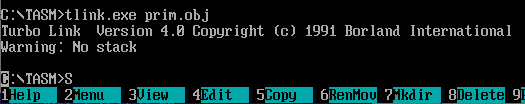 C:\TASM>tlink.exe prim.obj
Turbo Link  Version 4.0 Copyright (c) 1991 Borland International
Warning: No stack
C:\TASM>S
1Help  2Menu  3View  4Edit  5Copy  6RenMov 7Mkdir  8Delete 9